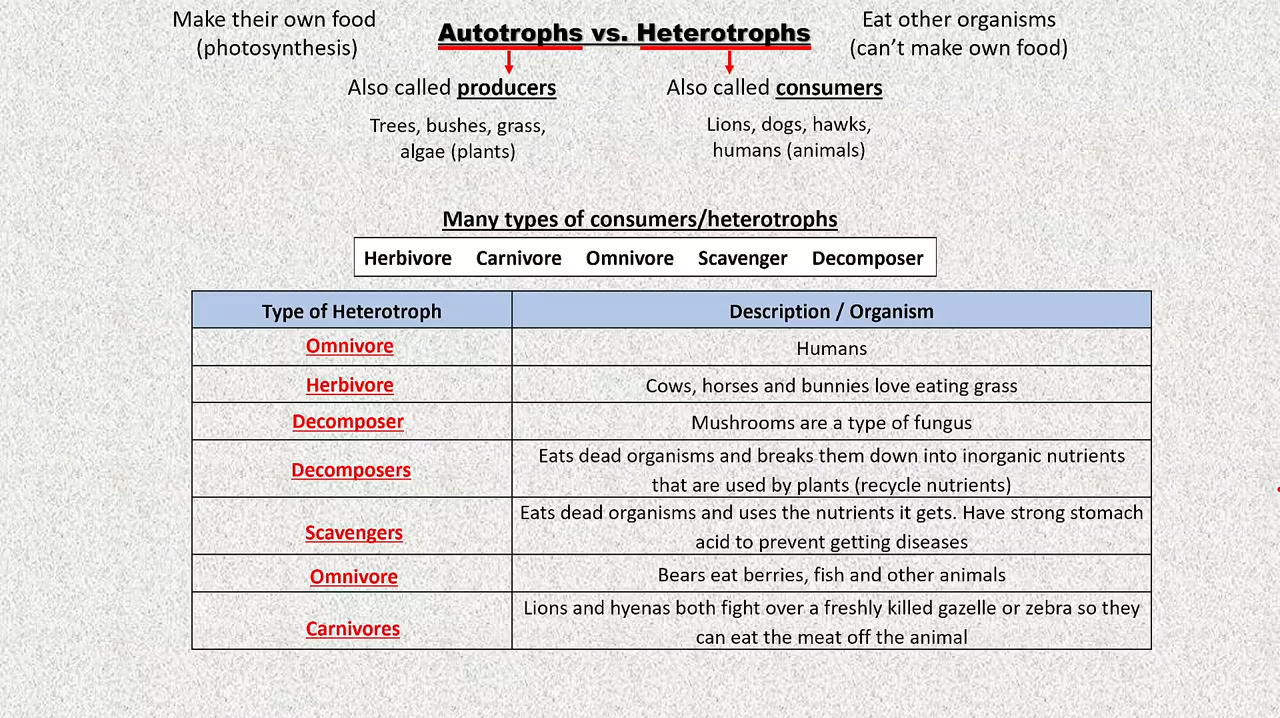 Make their own food
(photosynthesis)
Autotrophs vs. Heterotrophs
Eat other organisms
(can't make own food)
Also called producers
Also called consumers
Trees, bushes, grass,
algae (plants)
Lions, dogs, hawks,
humans (animals)
Many types of consumers/heterotrophs
Herbivore Carnivore Omnivore Scavenger Decomposer
Type of Heterotroph
Description / Organism
Omnivore
Humans
Herbivore
Cows, horses and bunnies love eating grass
Decomposer
Mushrooms are a type of fungus
Decomposers
Eats dead organisms and breaks them down into inorganic nutrients
that are used by plants (recycle nutrients)
Scavengers
Eats dead organisms and uses the nutrients it gets. Have strong stomach
acid to prevent getting diseases
Omnivore
Bears eat berries, fish and other animals
Carnivores
Lions and hyenas both fight over a freshly killed gazelle or zebra so they
can eat the meat off the animal